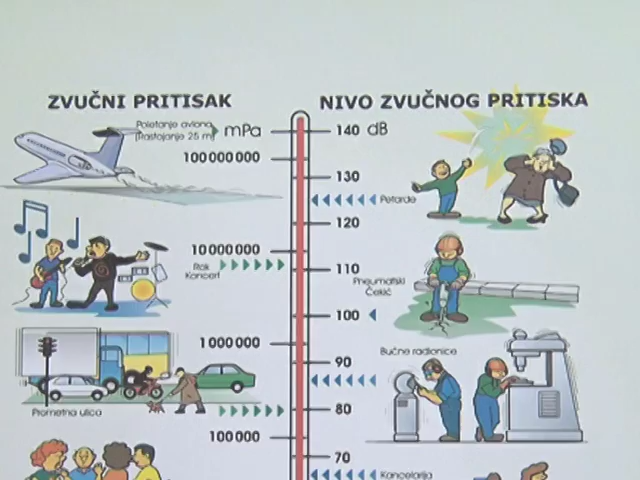 ZVUČNI PRITISAK
NIVO ZVUČNOG PRITISKA
Poletanje aviona
(Rastojanje 25 m)
mPa
140 dB
100 000 000
130
Petarde
120
10 000 000
Rok
Koncert
110
Pneumatski
Čekić
100
1 000 000
Bučne radionice
90
Prometna ulica
80
100 000
70
Kancelarija